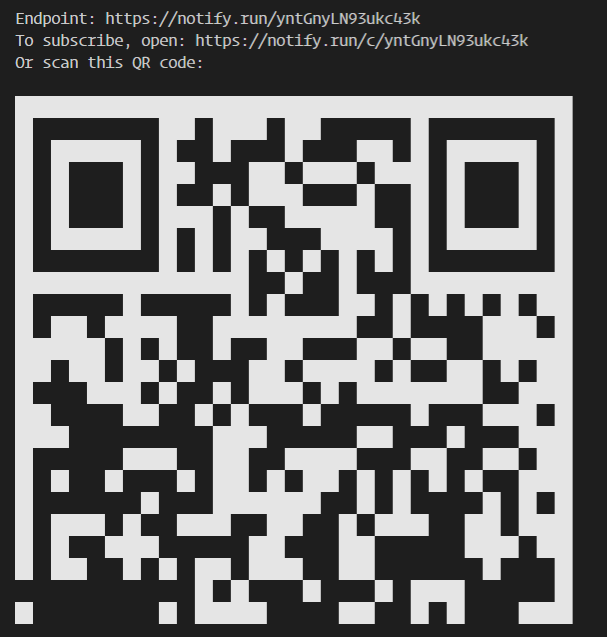 Endpoint: https://notify.run/yntGnyLN93ukc43k
To subscribe, open: https://notify.run/c/yntGnyLN93ukc43k
Or scan this QR code: